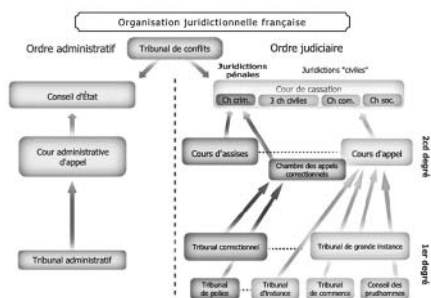 Organisation juridictionnelle française
Ordre administratif
Tribunal de conflits
Ordre judiciaire
Juridictions
pénales
Juridictions "civiles"
Conseil d'État
Cour de cassation
Ch crim.
3 ch civiles
Ch com.
Ch soc.
Cour administrative
d'appel
Cours d'assises
Cours d'appel
Chambre des appels
correctionnels
2cd degré
Tribunal administratif
Tribunal correctionnel
Tribunal de grande instance
Tribunal
de police
Tribunal
d'instance
Tribunal
de commerce
Conseil des
prudhommes
1er degré